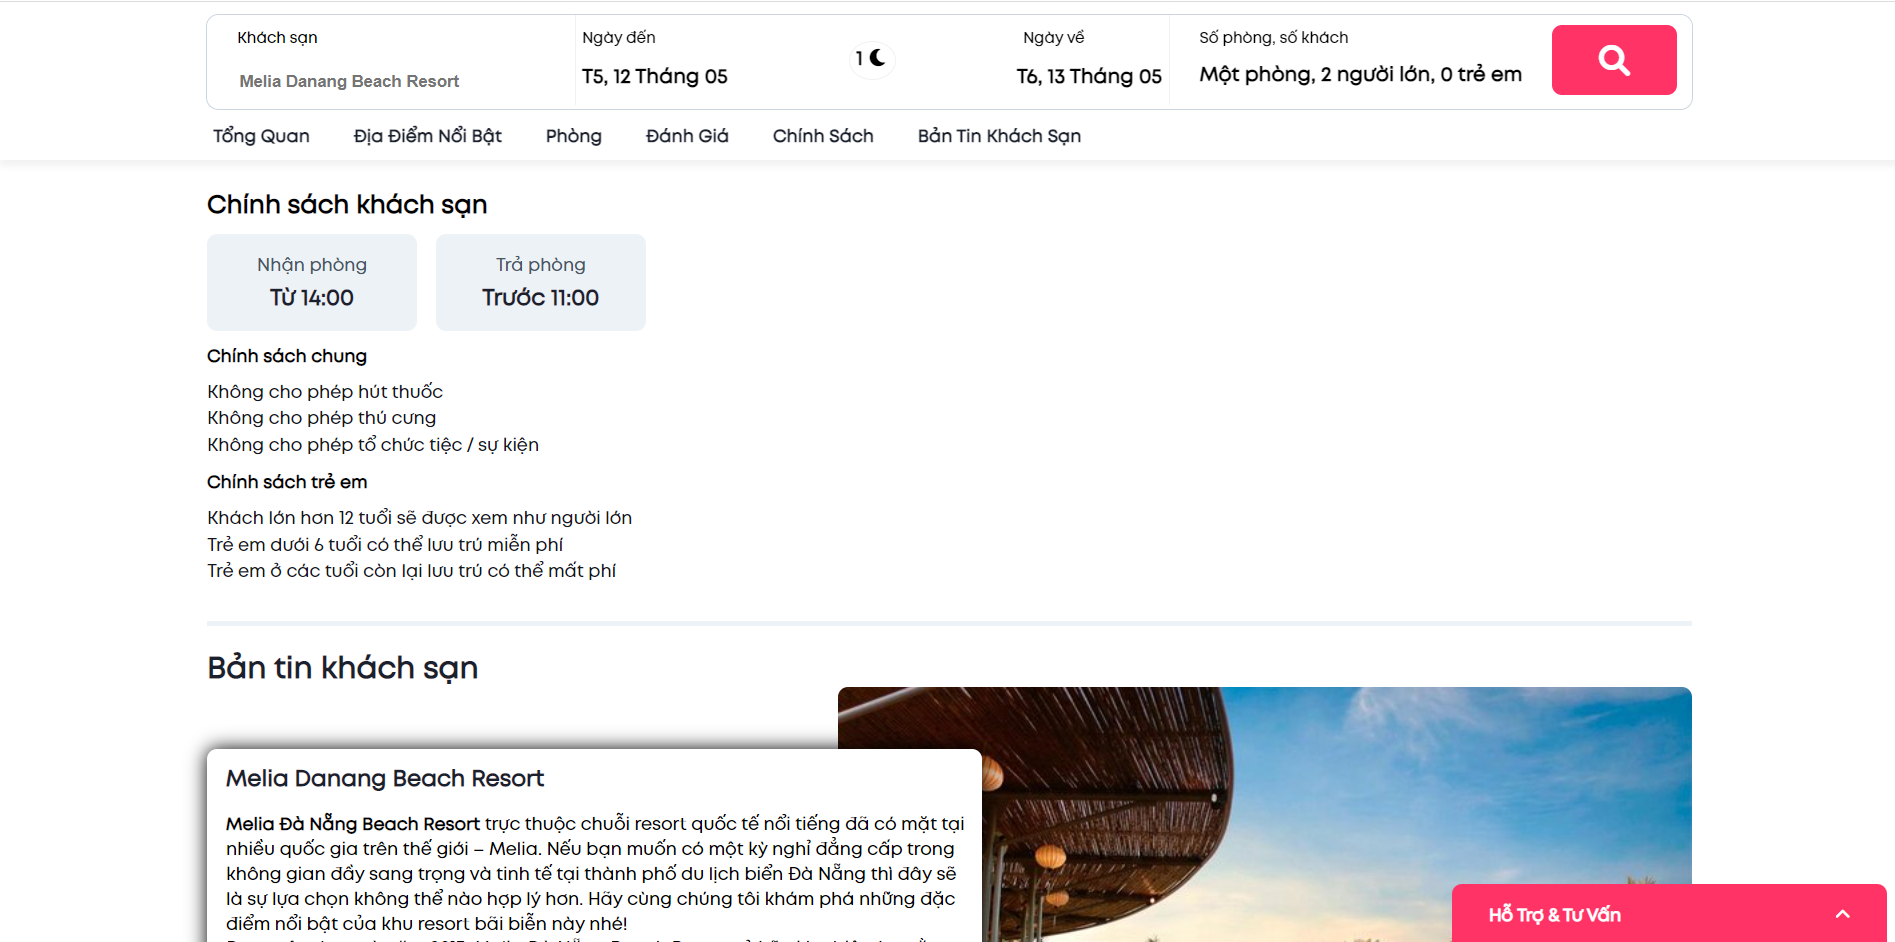 Khách sạn
Melia Danang Beach Resort
Ngày đến
T5, 12 Tháng 05
1
Ngày về
T6, 13 Tháng 05
Số phòng, số khách
Một phòng, 2 người lớn, 0 trẻ em
Tổng Quan
Địa Điểm Nổi Bật
Phòng
Đánh Giá
Chính Sách
Bản Tin Khách Sạn
Chính sách khách sạn
Nhận phòng
Từ 14:00
Trả phòng
Trước 11:00
Chính sách chung
Không cho phép hút thuốc
Không cho phép thú cưng
Không cho phép tổ chức tiệc / sự kiện
Chính sách trẻ em
Khách lớn hơn 12 tuổi sẽ được xem như người lớn
Trẻ em dưới 6 tuổi có thể lưu trú miễn phí
Trẻ em ở các tuổi còn lại lưu trú có thể mất phí
Bản tin khách sạn
Melia Danang Beach Resort
Melia Đà Nẵng Beach Resort trực thuộc chuỗi resort quốc tế nổi tiếng đã có mặt tại
nhiều quốc gia trên thế giới – Melia. Nếu bạn muốn có một kỳ nghỉ đẳng cấp trong
không gian đầy sang trọng và tinh tế tại thành phố du lịch biển Đà Nẵng thì đây sẽ
là sự lựa chọn không thể nào hợp lý hơn. Hãy cùng chúng tôi khám phá những đặc
điểm nổi bật của khu resort bãi biễn này nhé!
Hỗ Trợ & Tư Vấn